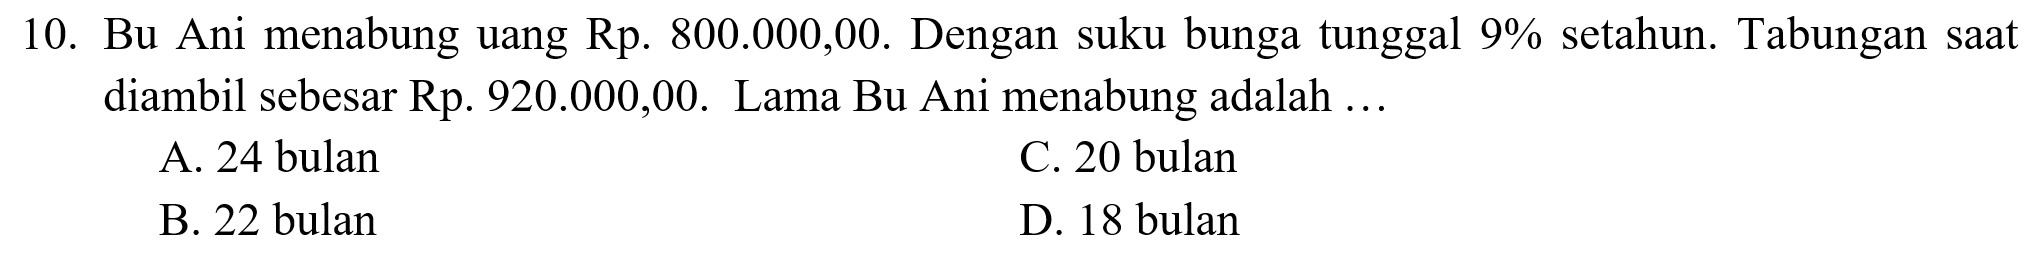 10. Bu Ani menabung uang Rp. 800.000,00. Dengan suku bunga tunggal 9% setahun. Tabungan saat
diambil sebesar Rp. 920.000,00. Lama Bu Ani menabung adalah …
A. 24 bulan C. 20 bulan
B. 22 bulan D. 18 bulan